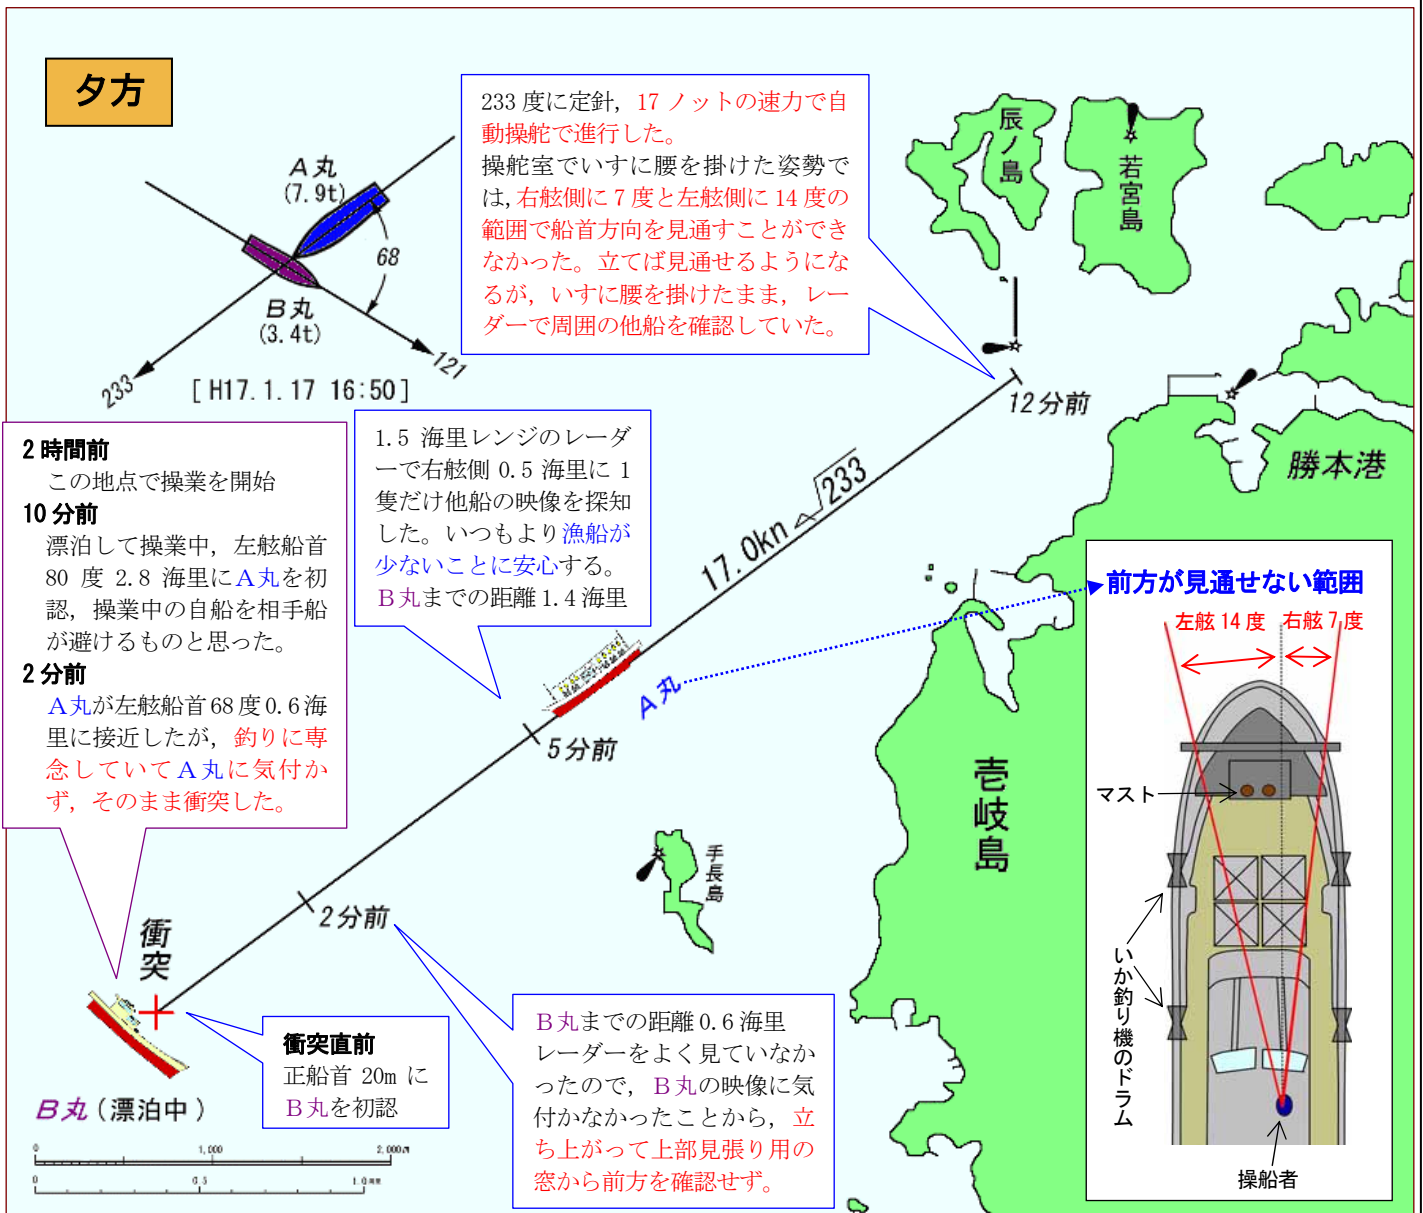 夕方
A丸
(7.9t)
68
B丸
(3.4t)
121
233
[H17.1.17 16:50]
233 度に定針，17 ノットの速力で自
動操舵で進行した。
操舵室でいすに腰を掛けた姿勢で
は，右舷側に 7 度と左舷側に 14 度の
範囲で船首方向を見通すことができ
なかった。立てば見通せるようにな
るが，いすに腰を掛けたまま，レー
ダーで周囲の他船を確認していた。
辰ノ島
若宮島
12分前
勝本港
2 時間前
この地点で操業を開始
10 分前
漂泊して操業中，左舷船首
80 度 2.8 海里にA丸を初
認，操業中の自船を相手船
が避けるものと思った。
2 分前
A丸が左舷船首 68 度 0.6 海
里に接近したが，釣りに専
念していてA丸に気付か
ず，そのまま衝突した。
1.5 海里レンジのレーダ
ーで右舷側 0.5 海里に 1
隻だけ他船の映像を探知
した。いつもより漁船が
少ないことに安心する。
B丸までの距離 1.4 海里
17.0kn
233
A丸
5分前
2分前
手長島
壱岐島
衝突
B丸(漂泊中)
衝突直前
正船首 20m に
B丸を初認
B丸までの距離 0.6 海里
レーダーをよく見ていなか
ったので，B丸の映像に気
付かなかったことから，立
ち上がって上部見張り用の
窓から前方を確認せず。
前方が見通せない範囲
左舷 14 度
右舷 7 度
マスト
いか釣り機のドラム
操船者
0 1,000 2,000m
0 0.5 1.0